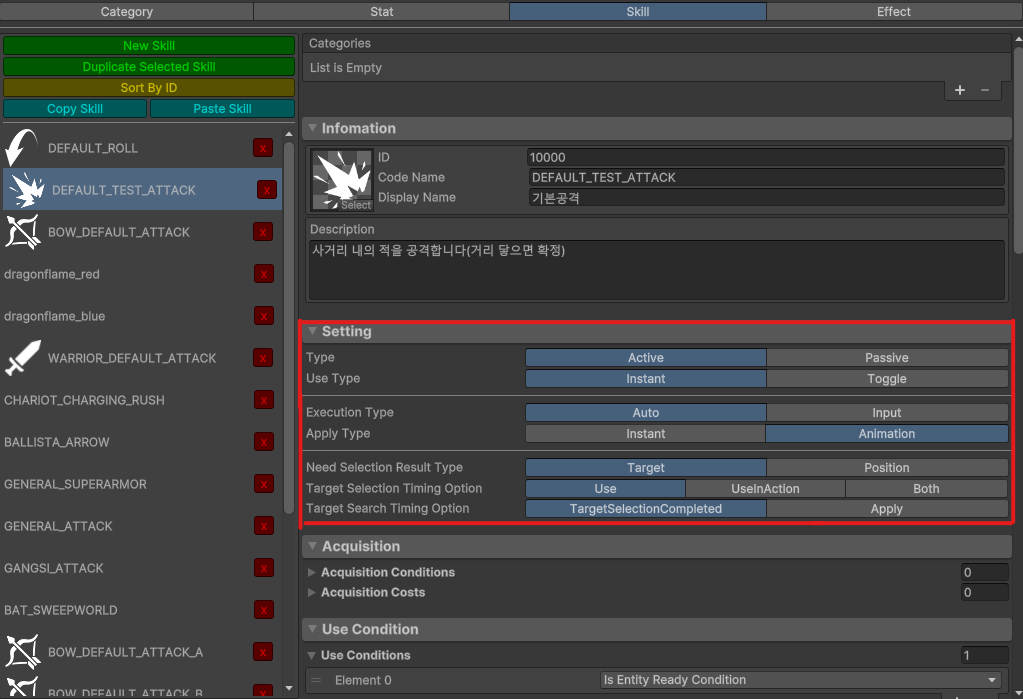 Category Stat Skill Effect
New Skill
Duplicate Selected Skill
Sort By ID
Copy Skill Paste Skill
DEFAULT_ROLL x
DEFAULT_TEST_ATTACK x
BOW_DEFAULT_ATTACK x
dragonflame_red x
dragonflame_blue x
WARRIOR_DEFAULT_ATTACK x
CHARIOT_CHARGING_RUSH x
BALLISTA_ARROW x
GENERAL_SUPERARMOR x
GENERAL_ATTACK x
GANGSI_ATTACK x
BAT_SWEEPWORLD x
BOW_DEFAULT_ATTACK_A x
BOW_DEFAULT_ATTACK_B x
Categories
List is Empty
+ −
Infomation
Select
ID 10000
Code Name DEFAULT_TEST_ATTACK
Display Name 기본공격
Description
사거리 내의 적을 공격합니다(거리 닿으면 확정)
Setting
Type Active Passive
Use Type Instant Toggle
Execution Type Auto Input
Apply Type Instant Animation
Need Selection Result Type Target Position
Target Selection Timing Option Use UseInAction Both
Target Search Timing Option TargetSelectionCompleted Apply
Acquisition
Acquisition Conditions 0
Acquisition Costs 0
Use Condition
Use Conditions 1
Element 0 Is Entity Ready Condition